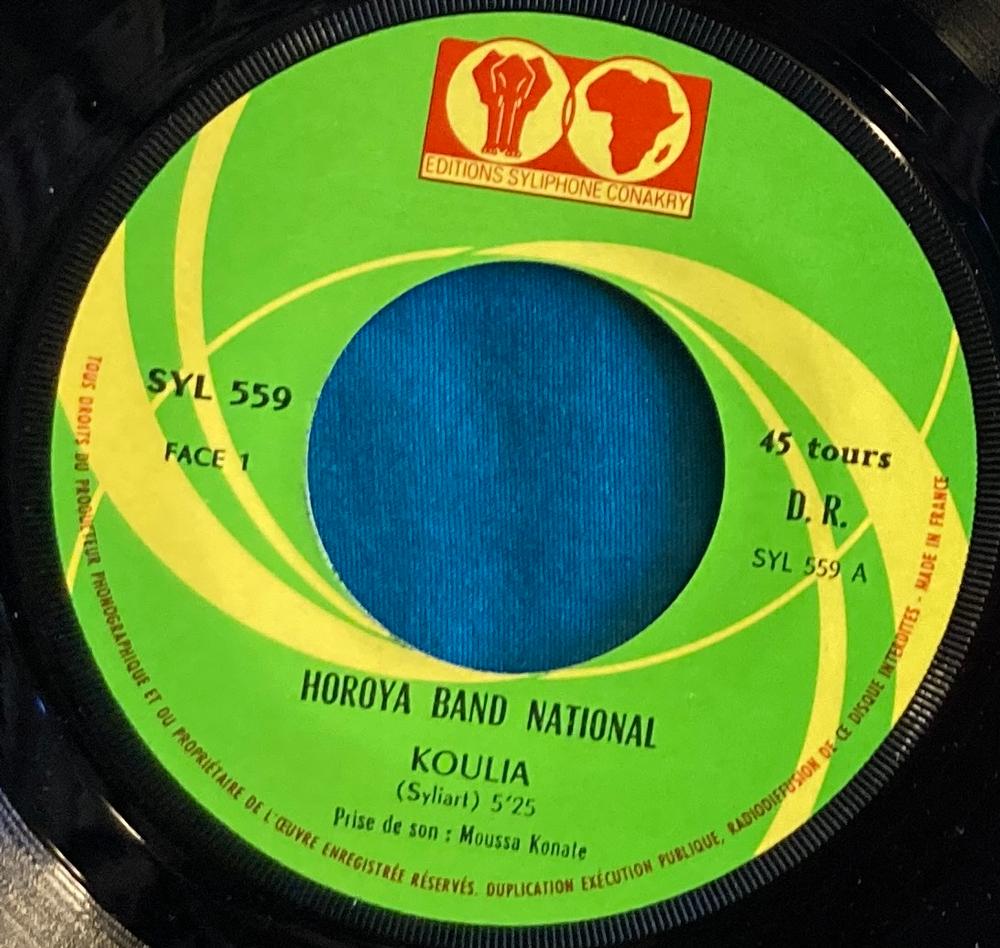 EDITIONS SYLIPHONE CONAKRY
SYL 559
FACE 1
45 tours
D. R.
SYL 559 A
HOROYA BAND NATIONAL
KOULIA
(Syliart) 5'25
Prise de son : Moussa Konate
TOUS DROITS DU PRODUCTEUR PHONOGRAPHIQUE ET DU PROPRIÉTAIRE DE L'ŒUVRE ENREGISTRÉE RÉSERVÉS. DUPLICATION EXÉCUTION PUBLIQUE, RADIODIFFUSION DE CE DISQUE INTERDITES - MADE IN FRANCE